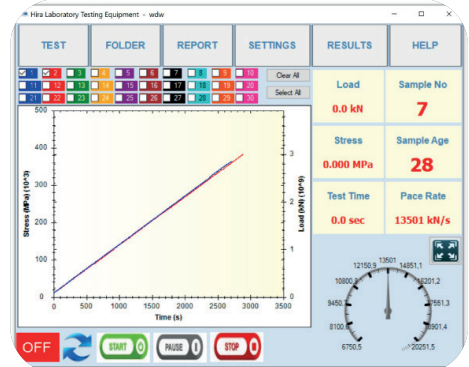 Hira Laboratory Testing Equipment - wdw
TEST FOLDER REPORT SETTINGS RESULTS HELP
1 2 3 4 5 6 7 8 9 10 Clear All
11 12 13 14 15 16 17 18 19 20 Select All
21 22 23 24 25 26 27 28 29 30
Load Sample No
0.0 kN 7
Stress Sample Age
0.000 MPa 28
Test Time Pace Rate
0.0 sec 13501 kN/s
Stress (MPa) (10^3)
500
400
300
200
100
0
Load (kN) (10^9)
3
2
1
0
0 500 1000 1500 2000 2500 3000 3500
Time (s)
13501
12150,9 14851,1
10800,8 16201,2
9450,7 17551,3
8100,6 18901,4
6750,5 20251,5
OFF START PAUSE STOP